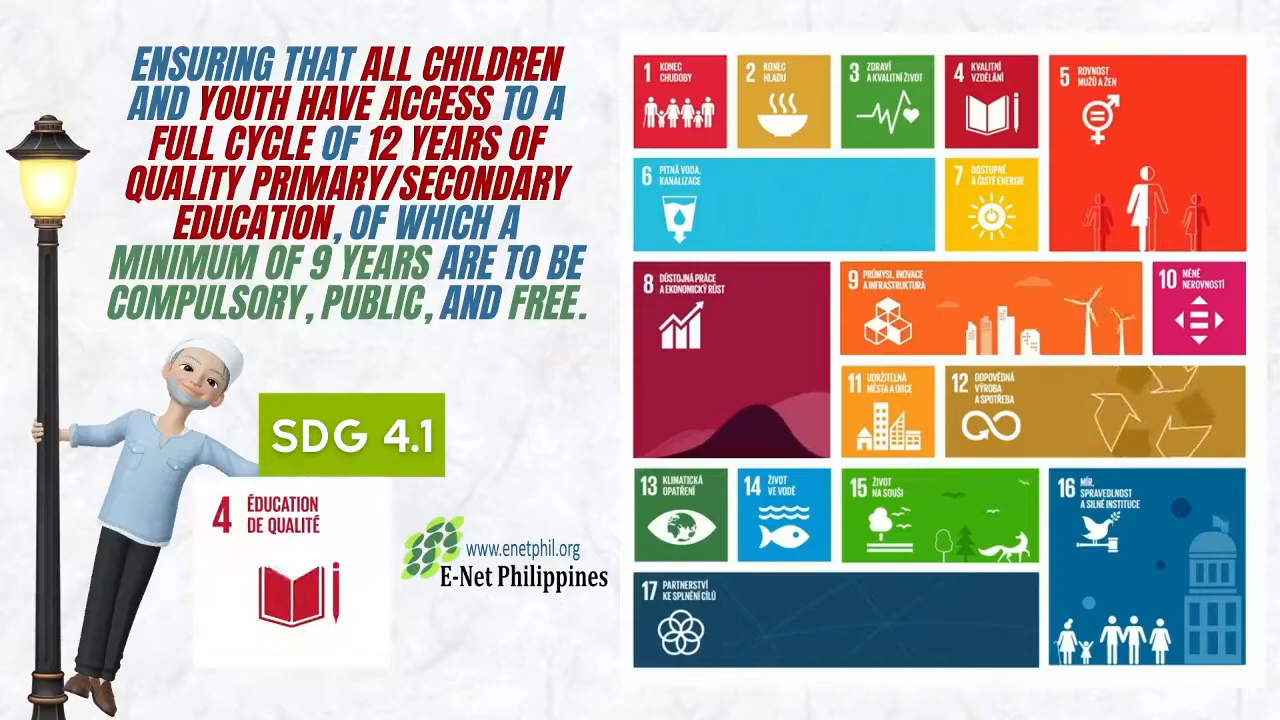 ENSURING THAT ALL CHILDREN
AND YOUTH HAVE ACCESS TO A
FULL CYCLE OF 12 YEARS OF
QUALITY PRIMARY/SECONDARY
EDUCATION, OF WHICH A
MINIMUM OF 9 YEARS ARE TO BE
COMPULSORY, PUBLIC, AND FREE.
SDG 4.1
4 ÉDUCATION
DE QUALITÉ
www.enetphil.org
E-Net Philippines
1 KONEC
CHUDOBY
2 KONEC
HLADU
3 ZDRAVÍ
A KVALITNÍ ŽIVOT
4 KVALITNÍ
VZDĚLÁNÍ
5 ROVNOST
MUŽŮ A ŽEN
6 PITNÁ VODA,
KANALIZACE
7 DOSTUPNÉ
A ČISTÉ ENERGIE
8 DŮSTOJNÁ PRÁCE
A EKONOMICKÝ RŮST
9 PRŮMYSL, INOVACE
A INFRASTRUKTURA
10 MÉNĚ
NEROVNOSTÍ
11 UDRŽITELNÁ
MĚSTA A OBCE
12 ODPOVĚDNÁ
VÝROBA
A SPOTŘEBA
13 KLIMATICKÁ
OPATŘENÍ
14 ŽIVOT
VE VODĚ
15 ŽIVOT
NA SOUŠI
16 MÍR,
SPRAVEDLNOST
A SILNÉ INSTITUCE
17 PARTNERSTVÍ
KE SPLNĚNÍ CÍLŮ